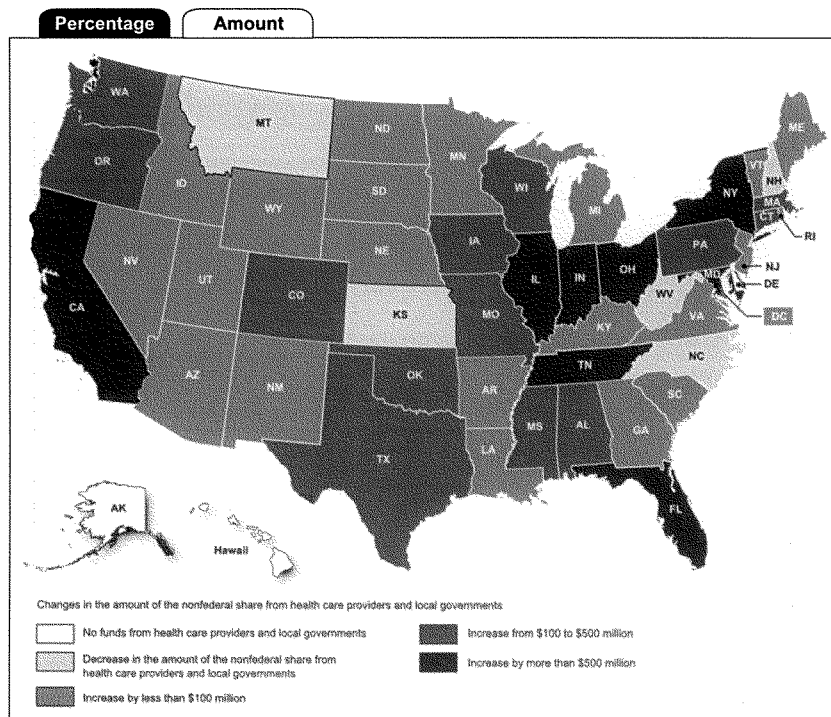 Percentage
Amount
WA
MT
ND
MN
ME
OR
ID
SD
WI
VT
NH
WY
MI
NY
MA
CT
RI
IA
NE
PA
NV
UT
IL
IN
OH
NJ
CO
MD
DE
CA
KS
MO
WV
KY
VA
DC
TN
NC
AZ
NM
OK
AR
SC
MS
AL
GA
TX
LA
AK
FL
Hawaii
Changes in the amount of the nonfederal share from health care providers and local governments
No funds from health care providers and local governments
Increase from $100 to $500 million
Decrease in the amount of the nonfederal share from
health care providers and local governments
Increase by more than $500 million
Increase by less than $100 million